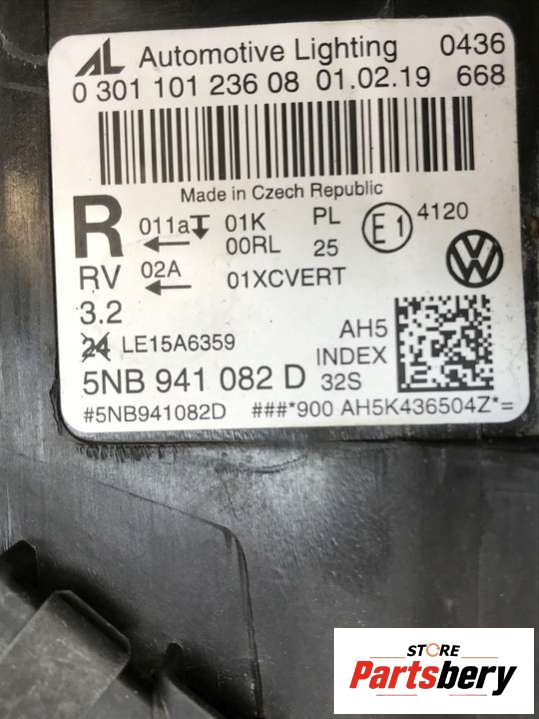 AL Automotive Lighting 0436
0 301 101 236 08 01.02.19 668
Made in Czech Republic
R 011a 01K PL E1 4120
00RL 25
RV 02A 01XCVERT
3.2
24 LE15A6359 AH5
INDEX
5NB 941 082 D 32S
#5NB941082D ###*900 AH5K436504Z*=
STORE
Partsbery